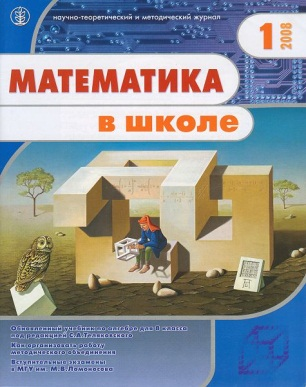 научно-теоретический и методический журнал
1
2008
МАТЕМАТИКА
в школе
Обновленный учебник по алгебре для 8 класса
под редакцией С.А.Теляковского
Как организовать работу
методического объединения
Вступительные экзамены
в МГУ им. М.В.Ломоносова